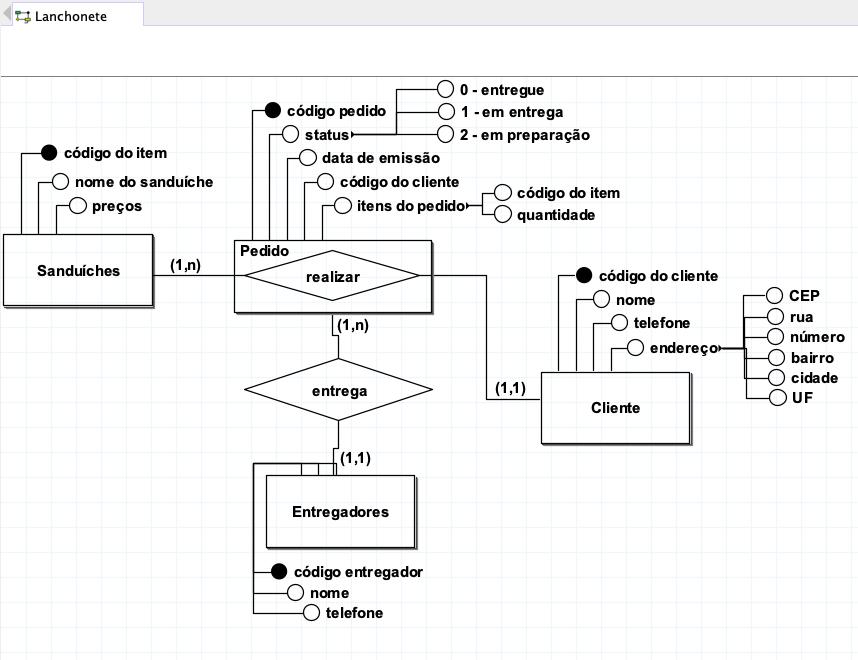 Lanchonete
0 - entregue
código pedido
1 - em entrega
status
2 - em preparação
código do item
data de emissão
nome do sanduíche
código do cliente
código do item
preços
itens do pedido
quantidade
Pedido
Sanduíches
(1,n)
realizar
código do cliente
nome
CEP
rua
telefone
número
(1,n)
endereço
bairro
cidade
UF
entrega
(1,1)
Cliente
(1,1)
Entregadores
código entregador
nome
telefone